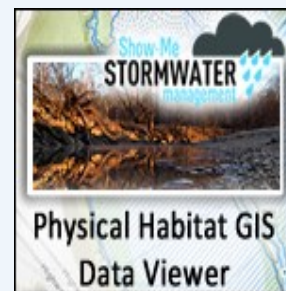 Show-Me
STORMWATER
management
Physical Habitat GIS
Data Viewer